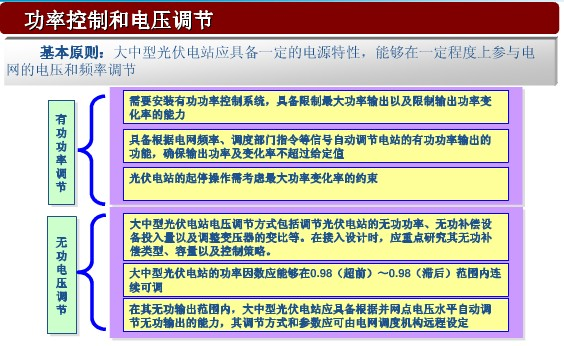 功率控制和电压调节
基本原则：大中型光伏电站应具备一定的电源特性，能够在一定程度上参与电
网的电压和频率调节
有功功率调节
需要安装有功功率控制系统，具备限制最大功率输出以及限制输出功率变
化率的能力
具备根据电网频率、调度部门指令等信号自动调节电站的有功功率输出的
功能，确保输出功率及变化率不超过给定值
光伏电站的起停操作需考虑最大功率变化率的约束
无功电压调节
大中型光伏电站电压调节方式包括调节光伏电站的无功功率、无功补偿设
备投入量以及调整变压器的变比等。在接入设计时，应重点研究其无功补
偿类型、容量以及控制策略。
大中型光伏电站的功率因数应能够在0.98（超前）～0.98（滞后）范围内连
续可调
在其无功输出范围内，大中型光伏电站应具备根据并网点电压水平自动调
节无功输出的能力，其调节方式和参数应可由电网调度机构远程设定